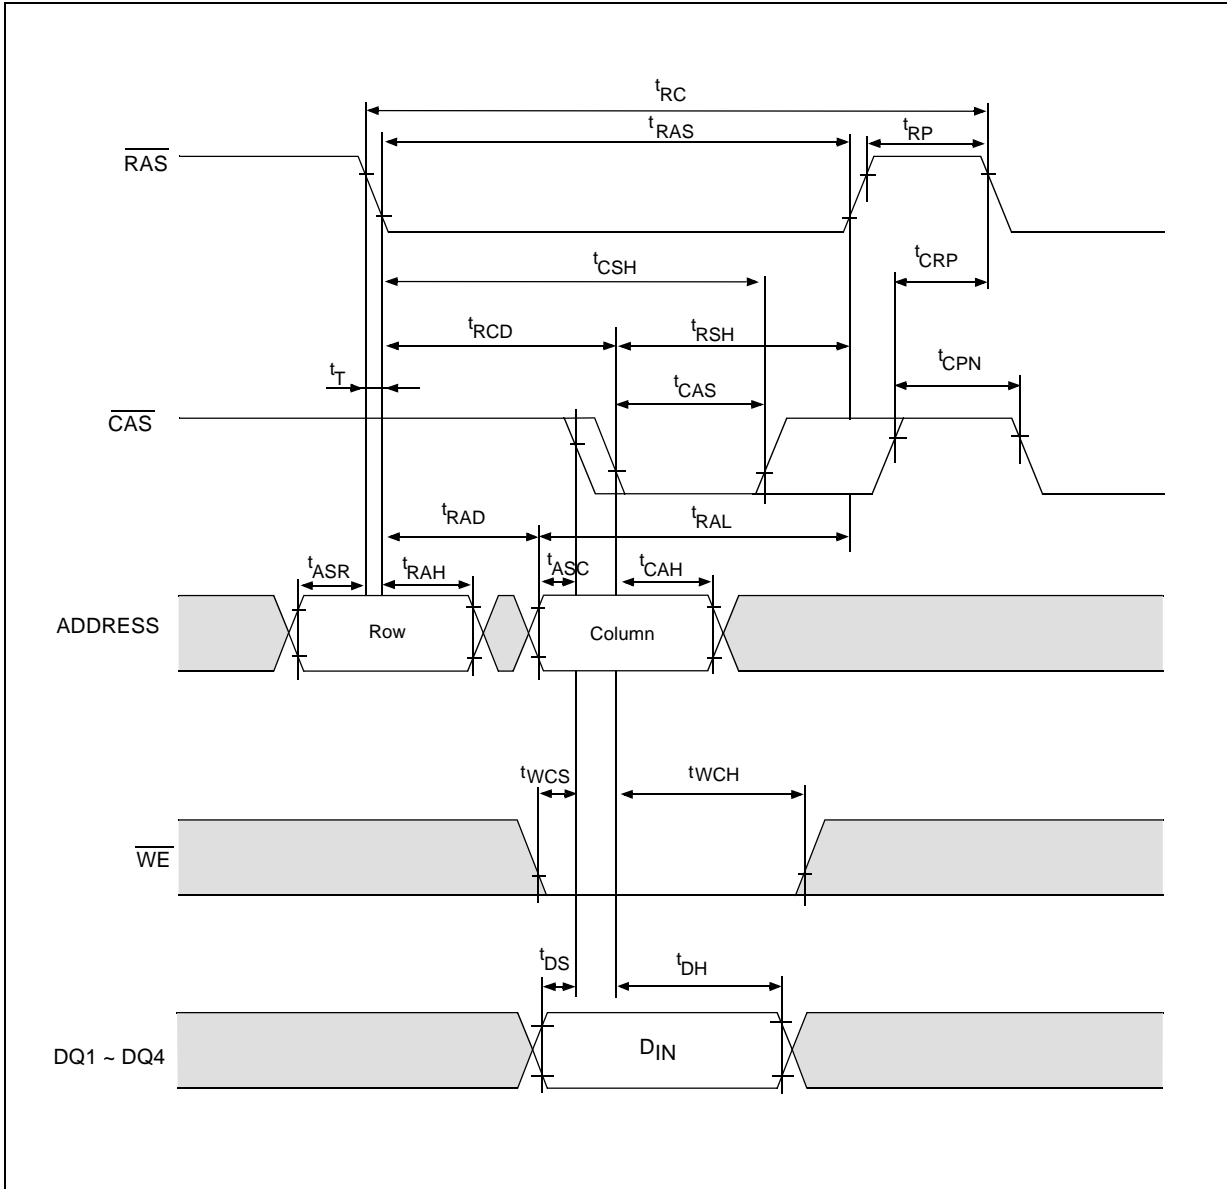 tRC
tRAS
tRP
RAS
tCSH
tCRP
tRCD
tRSH
tT
tCAS
tCPN
CAS
tRAD
tRAL
tASR
tRAH
tASC
tCAH
ADDRESS
Row
Column
tWCS
tWCH
WE
tDS
tDH
DQ1 ~ DQ4
DIN